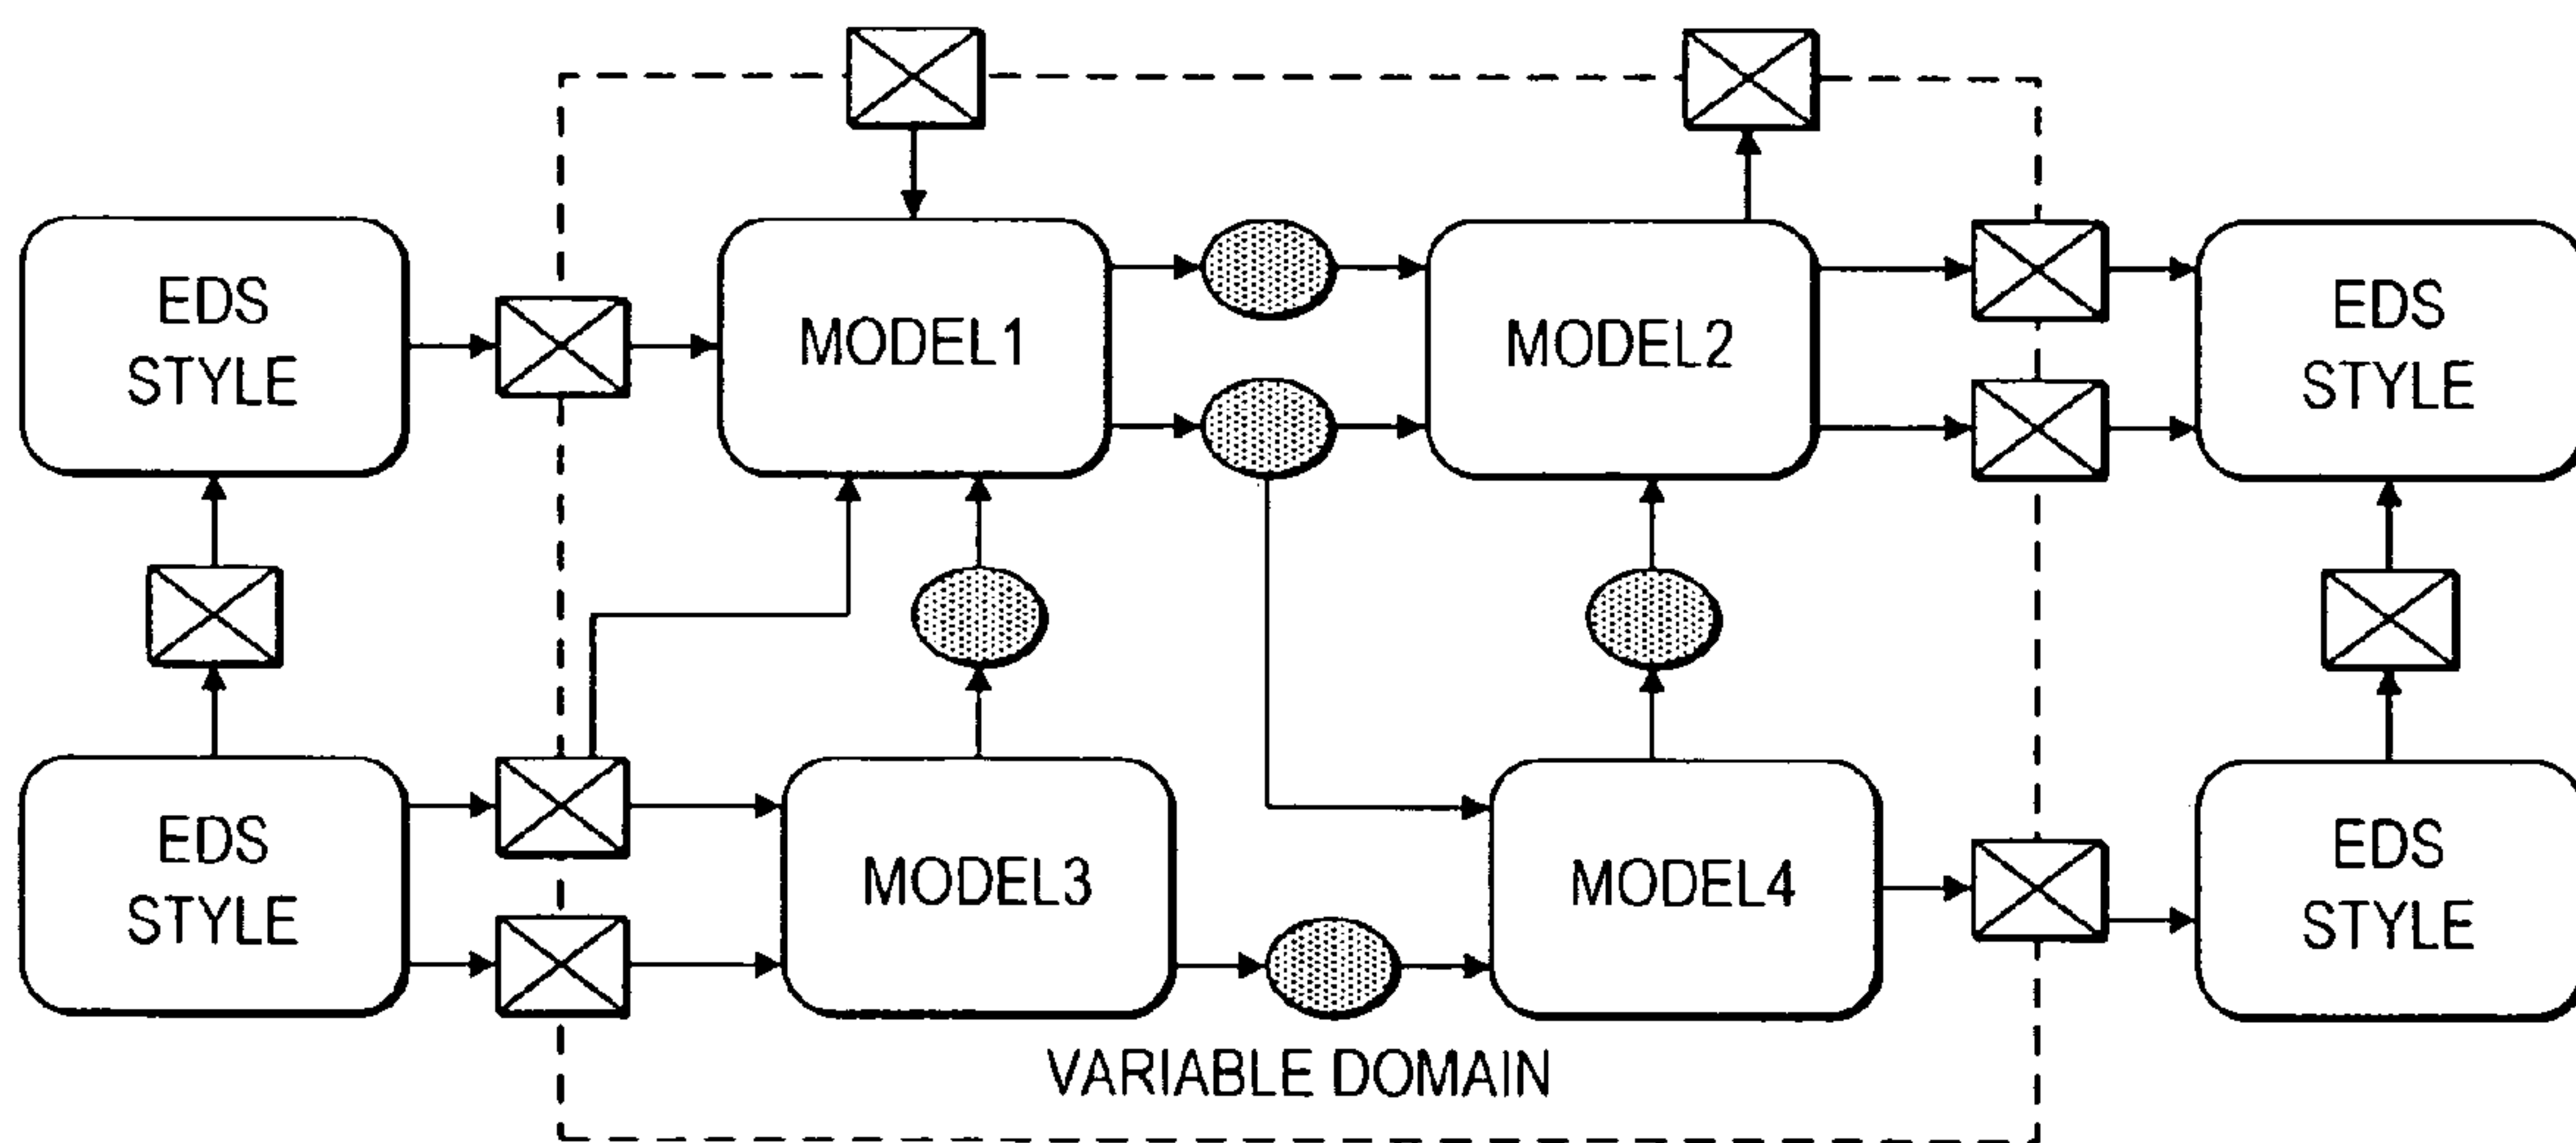 EDS
STYLE
MODEL1
MODEL2
EDS
STYLE
EDS
STYLE
MODEL3
MODEL4
EDS
STYLE
VARIABLE DOMAIN